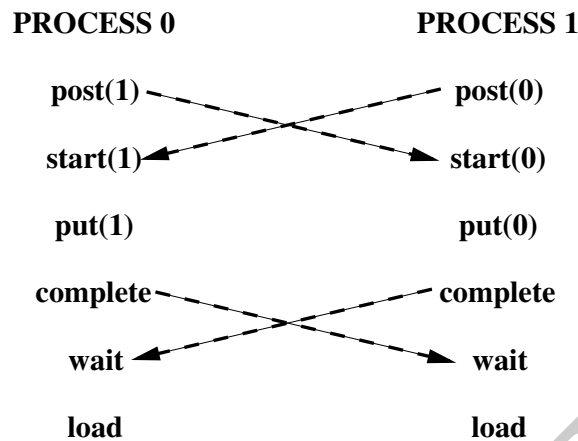 PROCESS 0 PROCESS 1
post(1) post(0)
start(1) start(0)
put(1) put(0)
complete complete
wait wait
load load